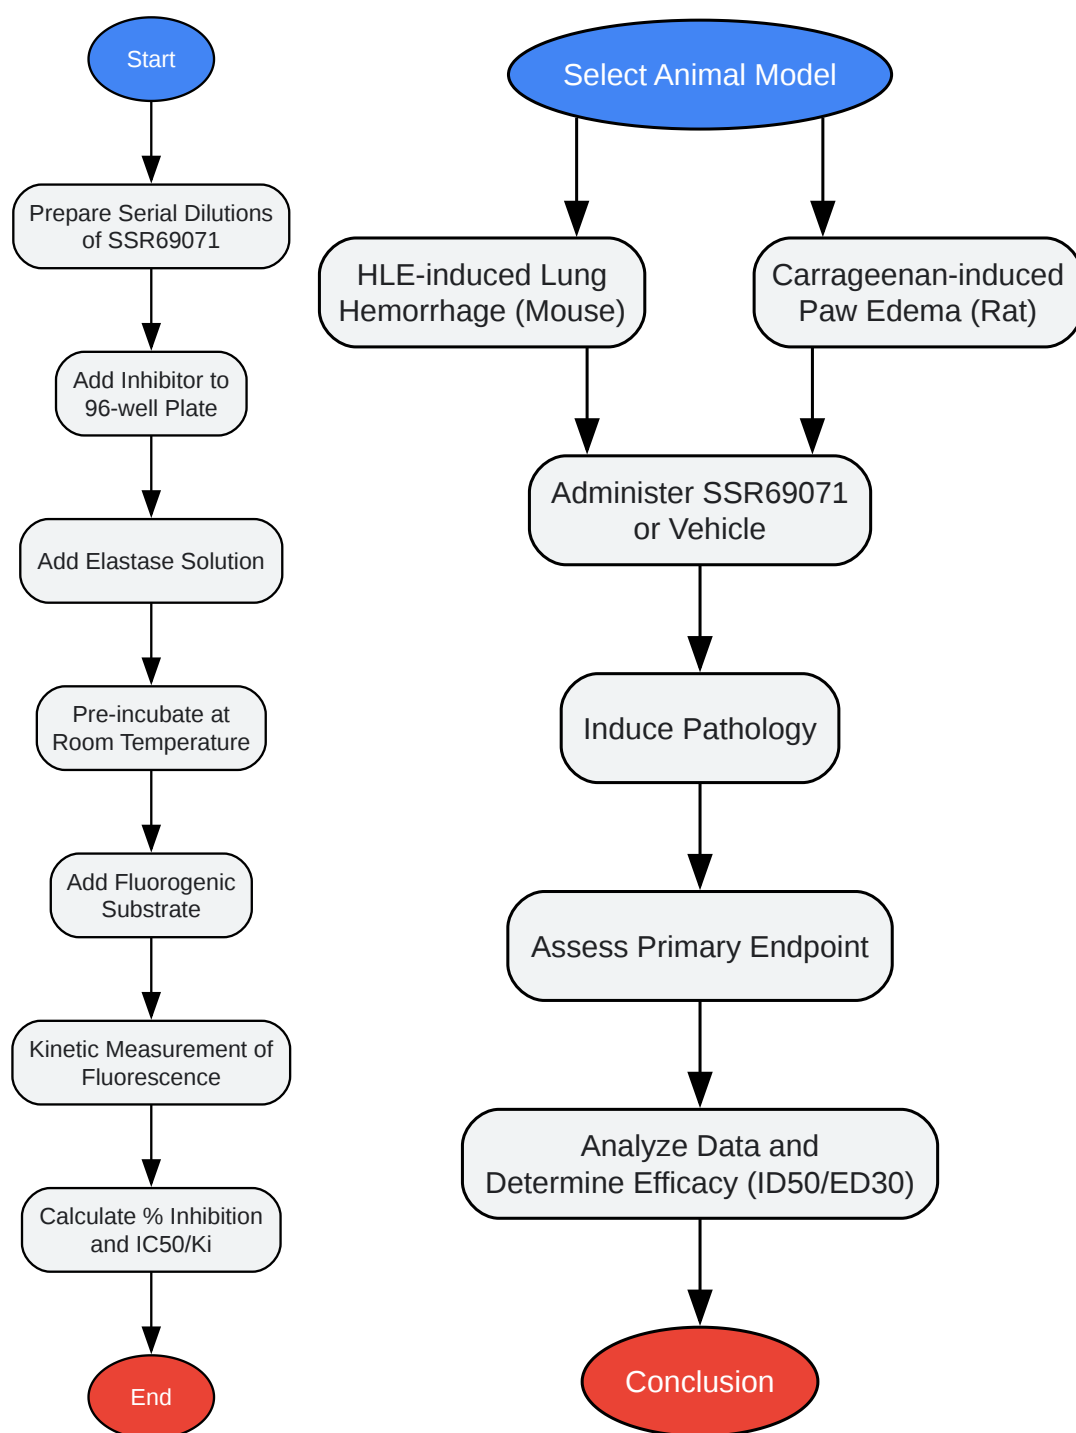 Start
Prepare Serial Dilutions
of SSR69071
Add Inhibitor to
96-well Plate
Add Elastase Solution
Pre-incubate at
Room Temperature
Add Fluorogenic
Substrate
Kinetic Measurement of
Fluorescence
Calculate % Inhibition
and IC50/Ki
End
Select Animal Model
HLE-induced Lung
Hemorrhage (Mouse)
Carrageenan-induced
Paw Edema (Rat)
Administer SSR69071
or Vehicle
Induce Pathology
Assess Primary Endpoint
Analyze Data and
Determine Efficacy (ID50/ED30)
Conclusion